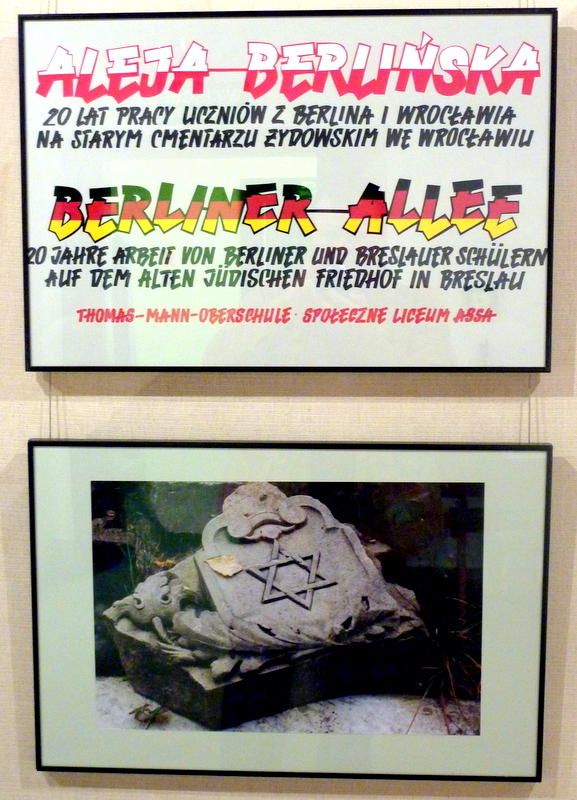 ALEJA BERLIŃSKA
20 LAT PRACY UCZNIÓW Z BERLINA I WROCŁAWIA
NA STARYM CMENTARZU ŻYDOWSKIM WE WROCŁAWIU
BERLINER ALLEE
20 JAHRE ARBEIT VON BERLINER UND BRESLAUER SCHÜLERN
AUF DEM ALTEN JÜDISCHEN FRIEDHOF IN BRESLAU
THOMAS-MANN-OBERSCHULE · SPOŁECZNE LICEUM ASSA